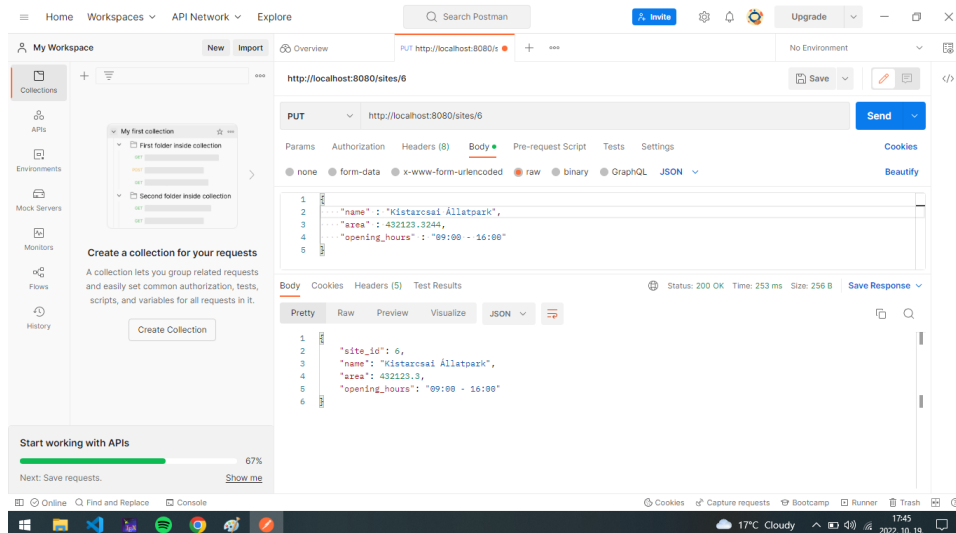 Home Workspaces API Network Explore Search Postman Invite Upgrade
My Workspace New Import Overview PUT http://localhost:8080/s No Environment
Collections
APIs
Environments
Mock Servers
Monitors
Flows
History
My first collection
First folder inside collection
GET
GET
Second folder inside collection
GET
GET
Create a collection for your requests
A collection lets you group related requests
and easily set common authorization, tests,
scripts, and variables for all requests in it.
Create Collection
Start working with APIs
67%
Next: Save requests. Show me
http://localhost:8080/sites/6 Save
PUT http://localhost:8080/sites/6 Send
Params Authorization Headers (8) Body Pre-request Script Tests Settings Cookies
none form-data x-www-form-urlencoded raw binary GraphQL JSON Beautify
1 {
2 "name" : "Kistarcsai Állatpark",
3 "area" : 432123.3244,
4 "opening_hours" : "09:00 - 16:00"
5 }
Body Cookies Headers (5) Test Results Status: 200 OK Time: 253 ms Size: 256 B Save Response
Pretty Raw Preview Visualize JSON
1 {
2 "site_id": 6,
3 "name": "Kistarcsai Állatpark",
4 "area": 432123.3,
5 "opening_hours": "09:00 - 16:00"
6 }
Online Find and Replace Console Cookies Capture requests Bootcamp Runner Trash
17°C Cloudy 17:45
2022. 10. 19.